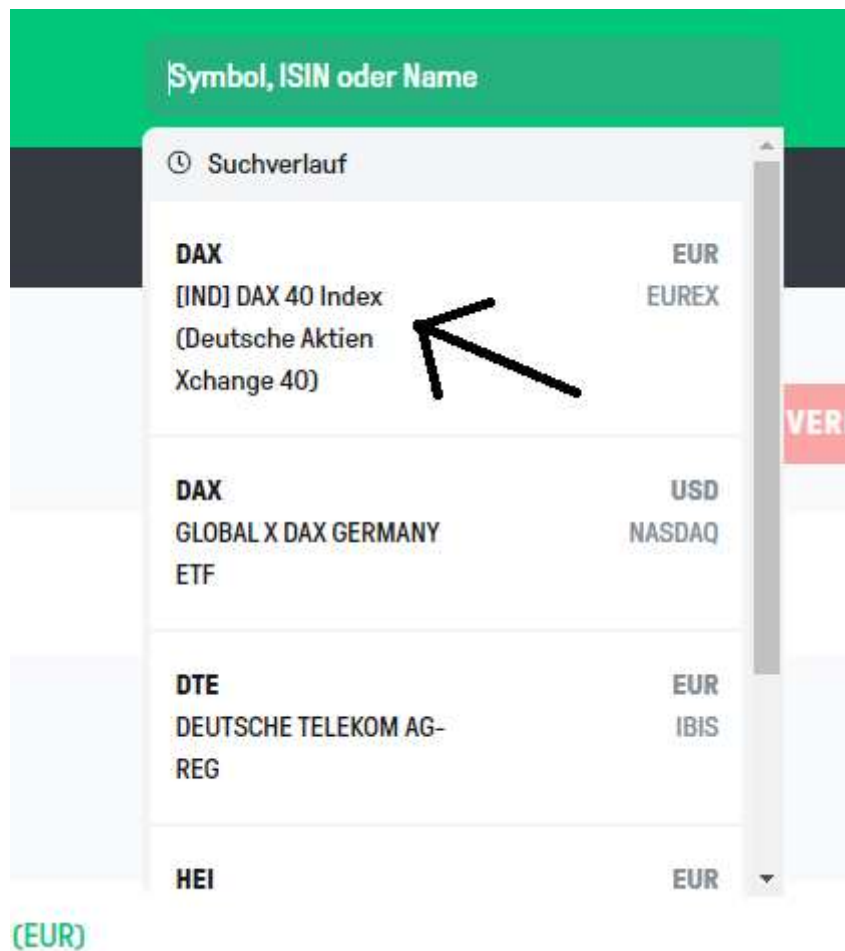 Symbol, ISIN oder Name
Suchverlauf
DAX EUR
[IND] DAX 40 Index EUREX
(Deutsche Aktien
Xchange 40)
VER
DAX USD
GLOBAL X DAX GERMANY NASDAQ
ETF
DTE EUR
DEUTSCHE TELEKOM AG- IBIS
REG
HEI EUR
(EUR)